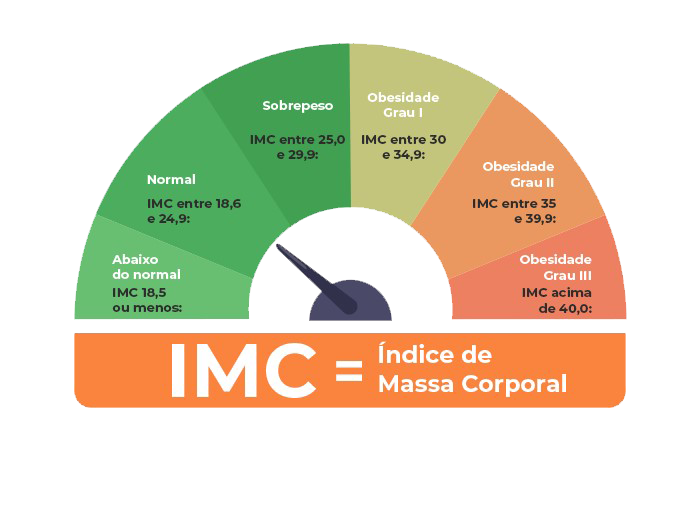 Abaixo
do normal
IMC 18,5
ou menos:
Normal
IMC entre 18,6
e 24,9:
Sobrepeso
IMC entre 25,0
e 29,9:
Obesidade
Grau I
IMC entre 30
e 34,9:
Obesidade
Grau II
IMC entre 35
e 39,9:
Obesidade
Grau III
IMC acima
de 40,0:
IMC = Índice de
Massa Corporal